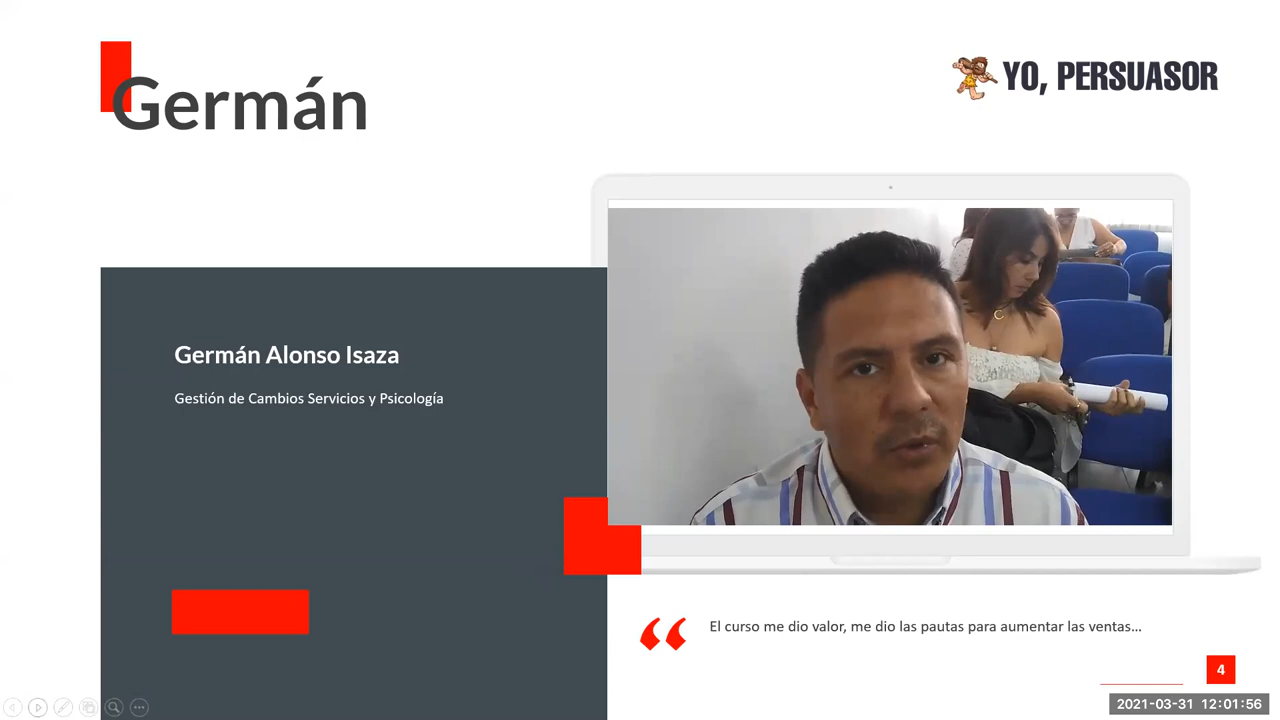 Germán
YO, PERSUASOR
Germán Alonso Isaza
Gestión de Cambios Servicios y Psicología
“ El curso me dio valor, me dio las pautas para aumentar las ventas...
4
2021-03-31 12:01:56